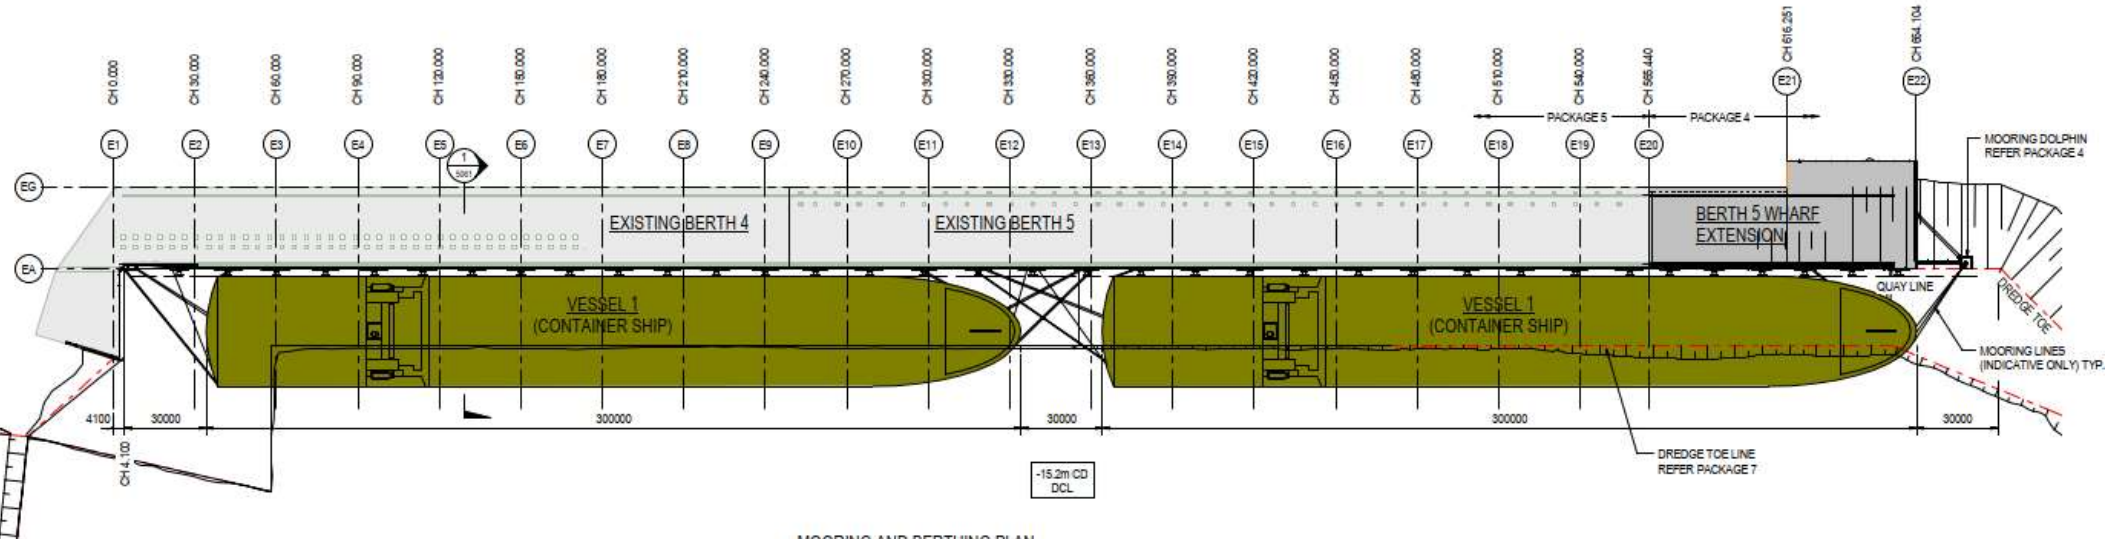 CH 0.000
CH 30.000
CH 60.000
CH 90.000
CH 120.000
CH 150.000
CH 180.000
CH 210.000
CH 240.000
CH 270.000
CH 300.000
CH 330.000
CH 360.000
CH 390.000
CH 420.000
CH 450.000
CH 480.000
CH 510.000
CH 540.000
CH 565.440
CH 616.251
CH 664.104
E21
E22
PACKAGE 5
PACKAGE 4
E1
E2
E3
E4
E5
E6
E7
E8
E9
E10
E11
E12
E13
E14
E15
E16
E17
E18
E19
E20
1
5061
MOORING DOLPHIN
REFER PACKAGE 4
EG
EXISTING BERTH 4
EXISTING BERTH 5
BERTH 5 WHARF
EXTENSION
EA
QUAY LINE
DREDGE TOE
VESSEL 1
(CONTAINER SHIP)
VESSEL 1
(CONTAINER SHIP)
MOORING LINES
(INDICATIVE ONLY) TYP.
4100
30000
300000
30000
300000
30000
CH 4.100
DREDGE TOE LINE
REFER PACKAGE 7
-15.2m CD
DCL
MOORING AND BERTHING PLAN